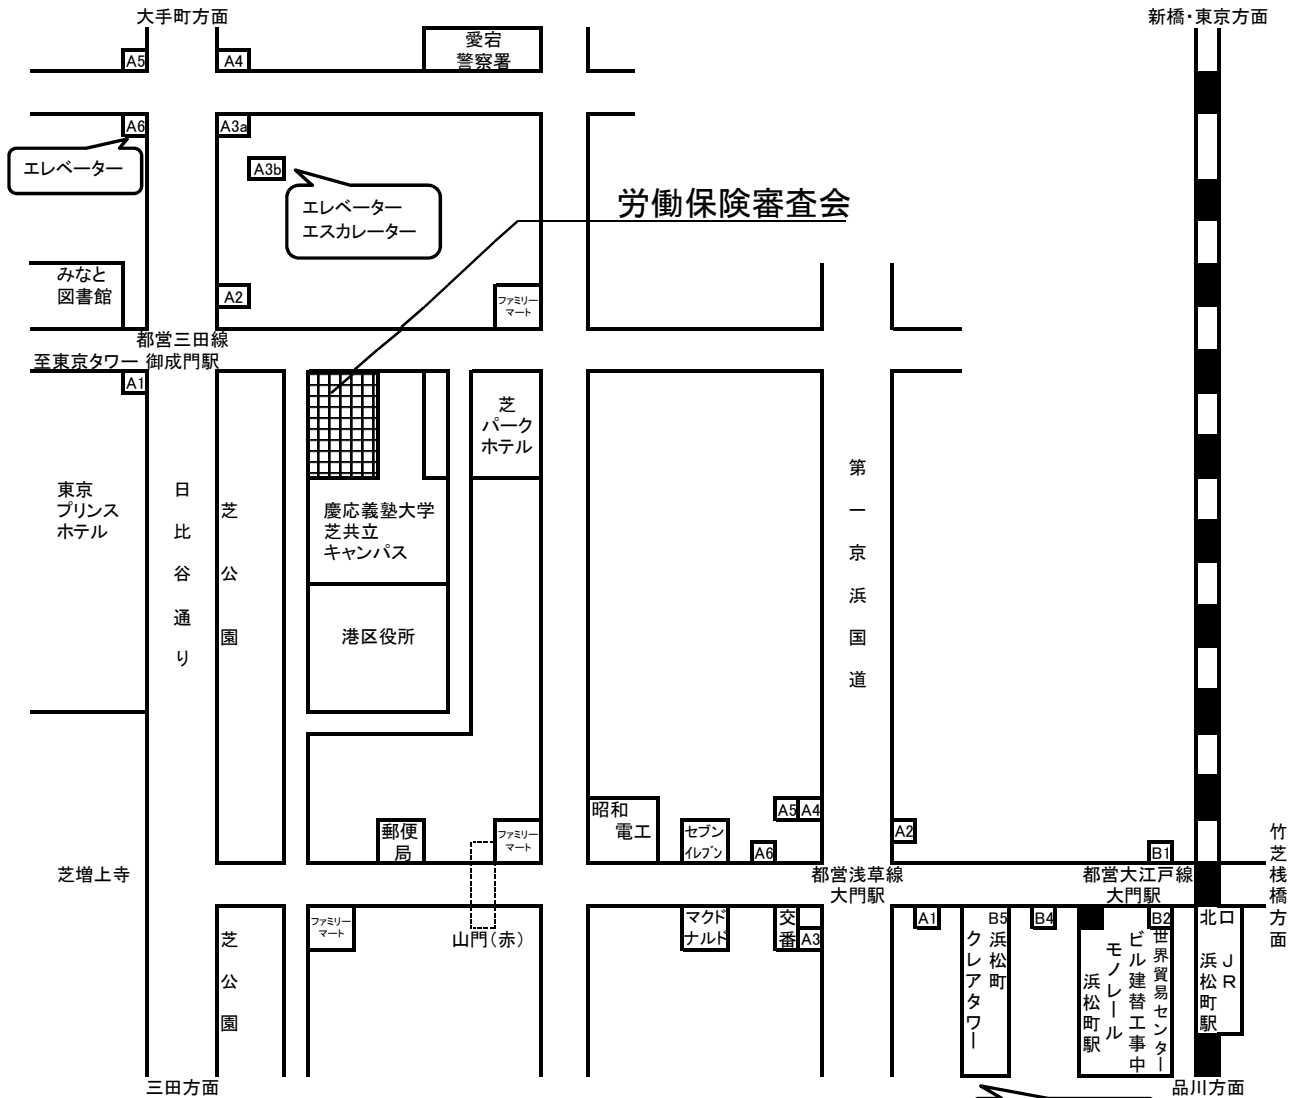 大手町方面
新橋・東京方面
愛宕
警察署
A5
A4
A6
A3a
エレベーター
A3b
エレベーター
エスカレーター
労働保険審査会
みなと
図書館
A2
ファミリー
マート
都営三田線
至東京タワー 御成門駅
A1
芝
パーク
ホテル
東京
プリンス
ホテル
日比谷通り
芝公園
慶応義塾大学
芝共立
キャンパス
第一京浜国道
港区役所
昭和
電工
A5
A4
セブン
イレブン
A6
A2
B1
郵便
局
ファミリー
マート
竹芝桟橋方面
芝増上寺
都営浅草線
大門駅
都営大江戸線
大門駅
ファミリー
マート
山門(赤)
マクド
ナルド
交番
A3
A1
B5
浜松町
クレアタワー
B4
B2
世界貿易センター
ビル建替工事中
モノレール
浜松町駅
北口
JR
浜松町駅
芝公園
三田方面
品川方面